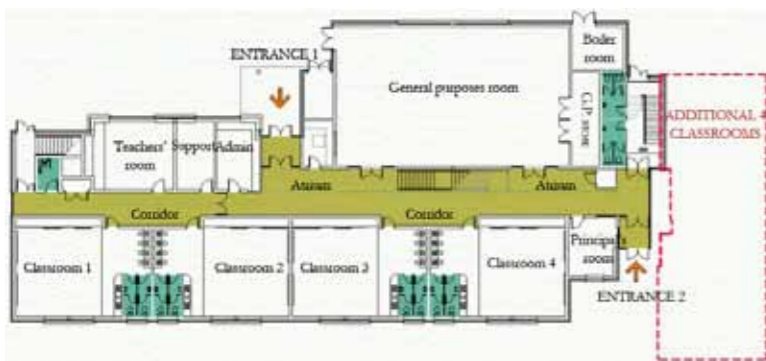 ENTRANCE 1
Boiler
room
General purposes room
G.P. store
ADDITIONAL 4
CLASSROOMS
Teachers'
room
Support
Admin
Atrium
Atrium
Corridor
Corridor
Classroom 1
Classroom 2
Classroom 3
Classroom 4
Principal's
room
ENTRANCE 2